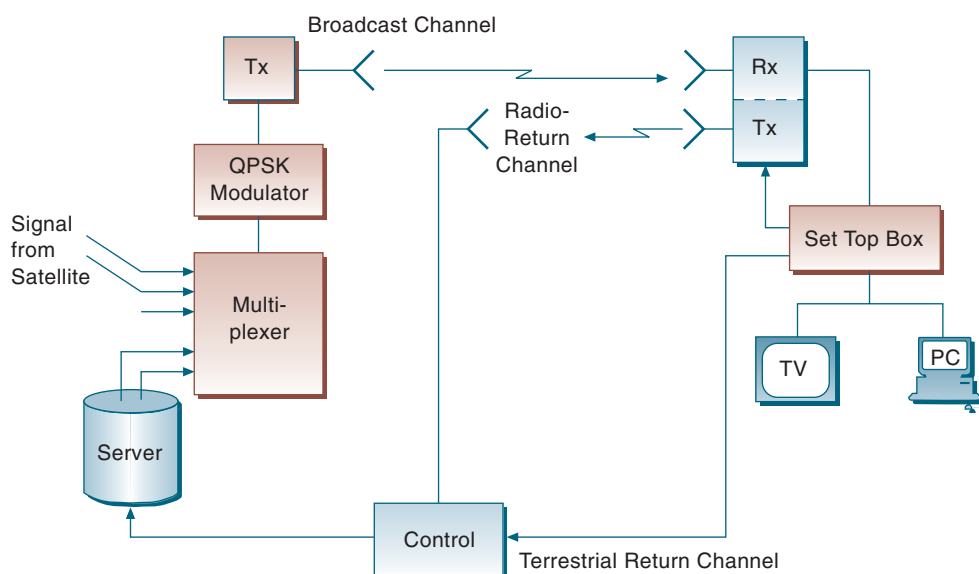 Broadcast Channel
Tx
Rx
Radio-
Return
Channel
Tx
QPSK
Modulator
Signal
from
Satellite
Set Top Box
Multi-
plexer
TV
PC
Server
Control
Terrestrial Return Channel